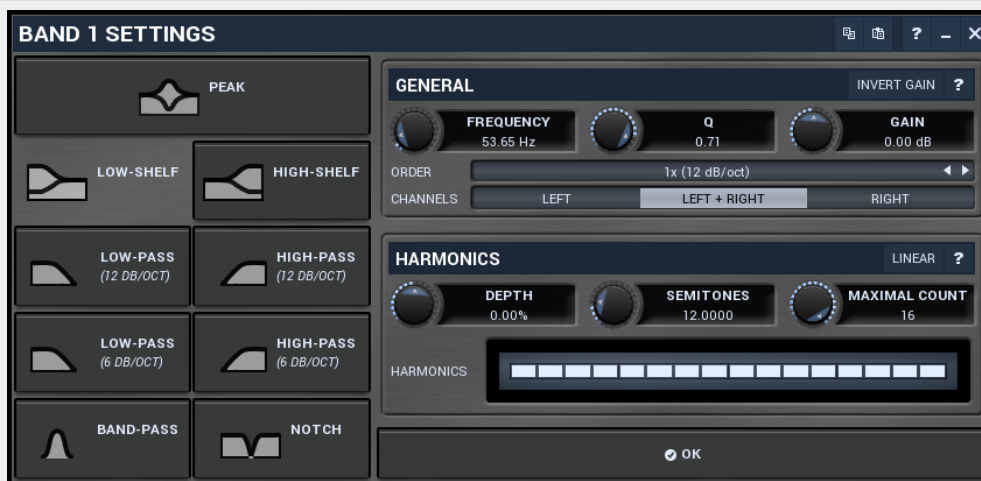 BAND 1 SETTINGS
?
PEAK
LOW-SHELF
HIGH-SHELF
LOW-PASS
(12 DB/OCT)
HIGH-PASS
(12 DB/OCT)
LOW-PASS
(6 DB/OCT)
HIGH-PASS
(6 DB/OCT)
BAND-PASS
NOTCH
GENERAL
INVERT GAIN ?
FREQUENCY
53.65 Hz
Q
0.71
GAIN
0.00 dB
ORDER
1x (12 dB/oct)
CHANNELS
LEFT
LEFT + RIGHT
RIGHT
HARMONICS
LINEAR ?
DEPTH
0.00%
SEMITONES
12.0000
MAXIMAL COUNT
16
HARMONICS
OK